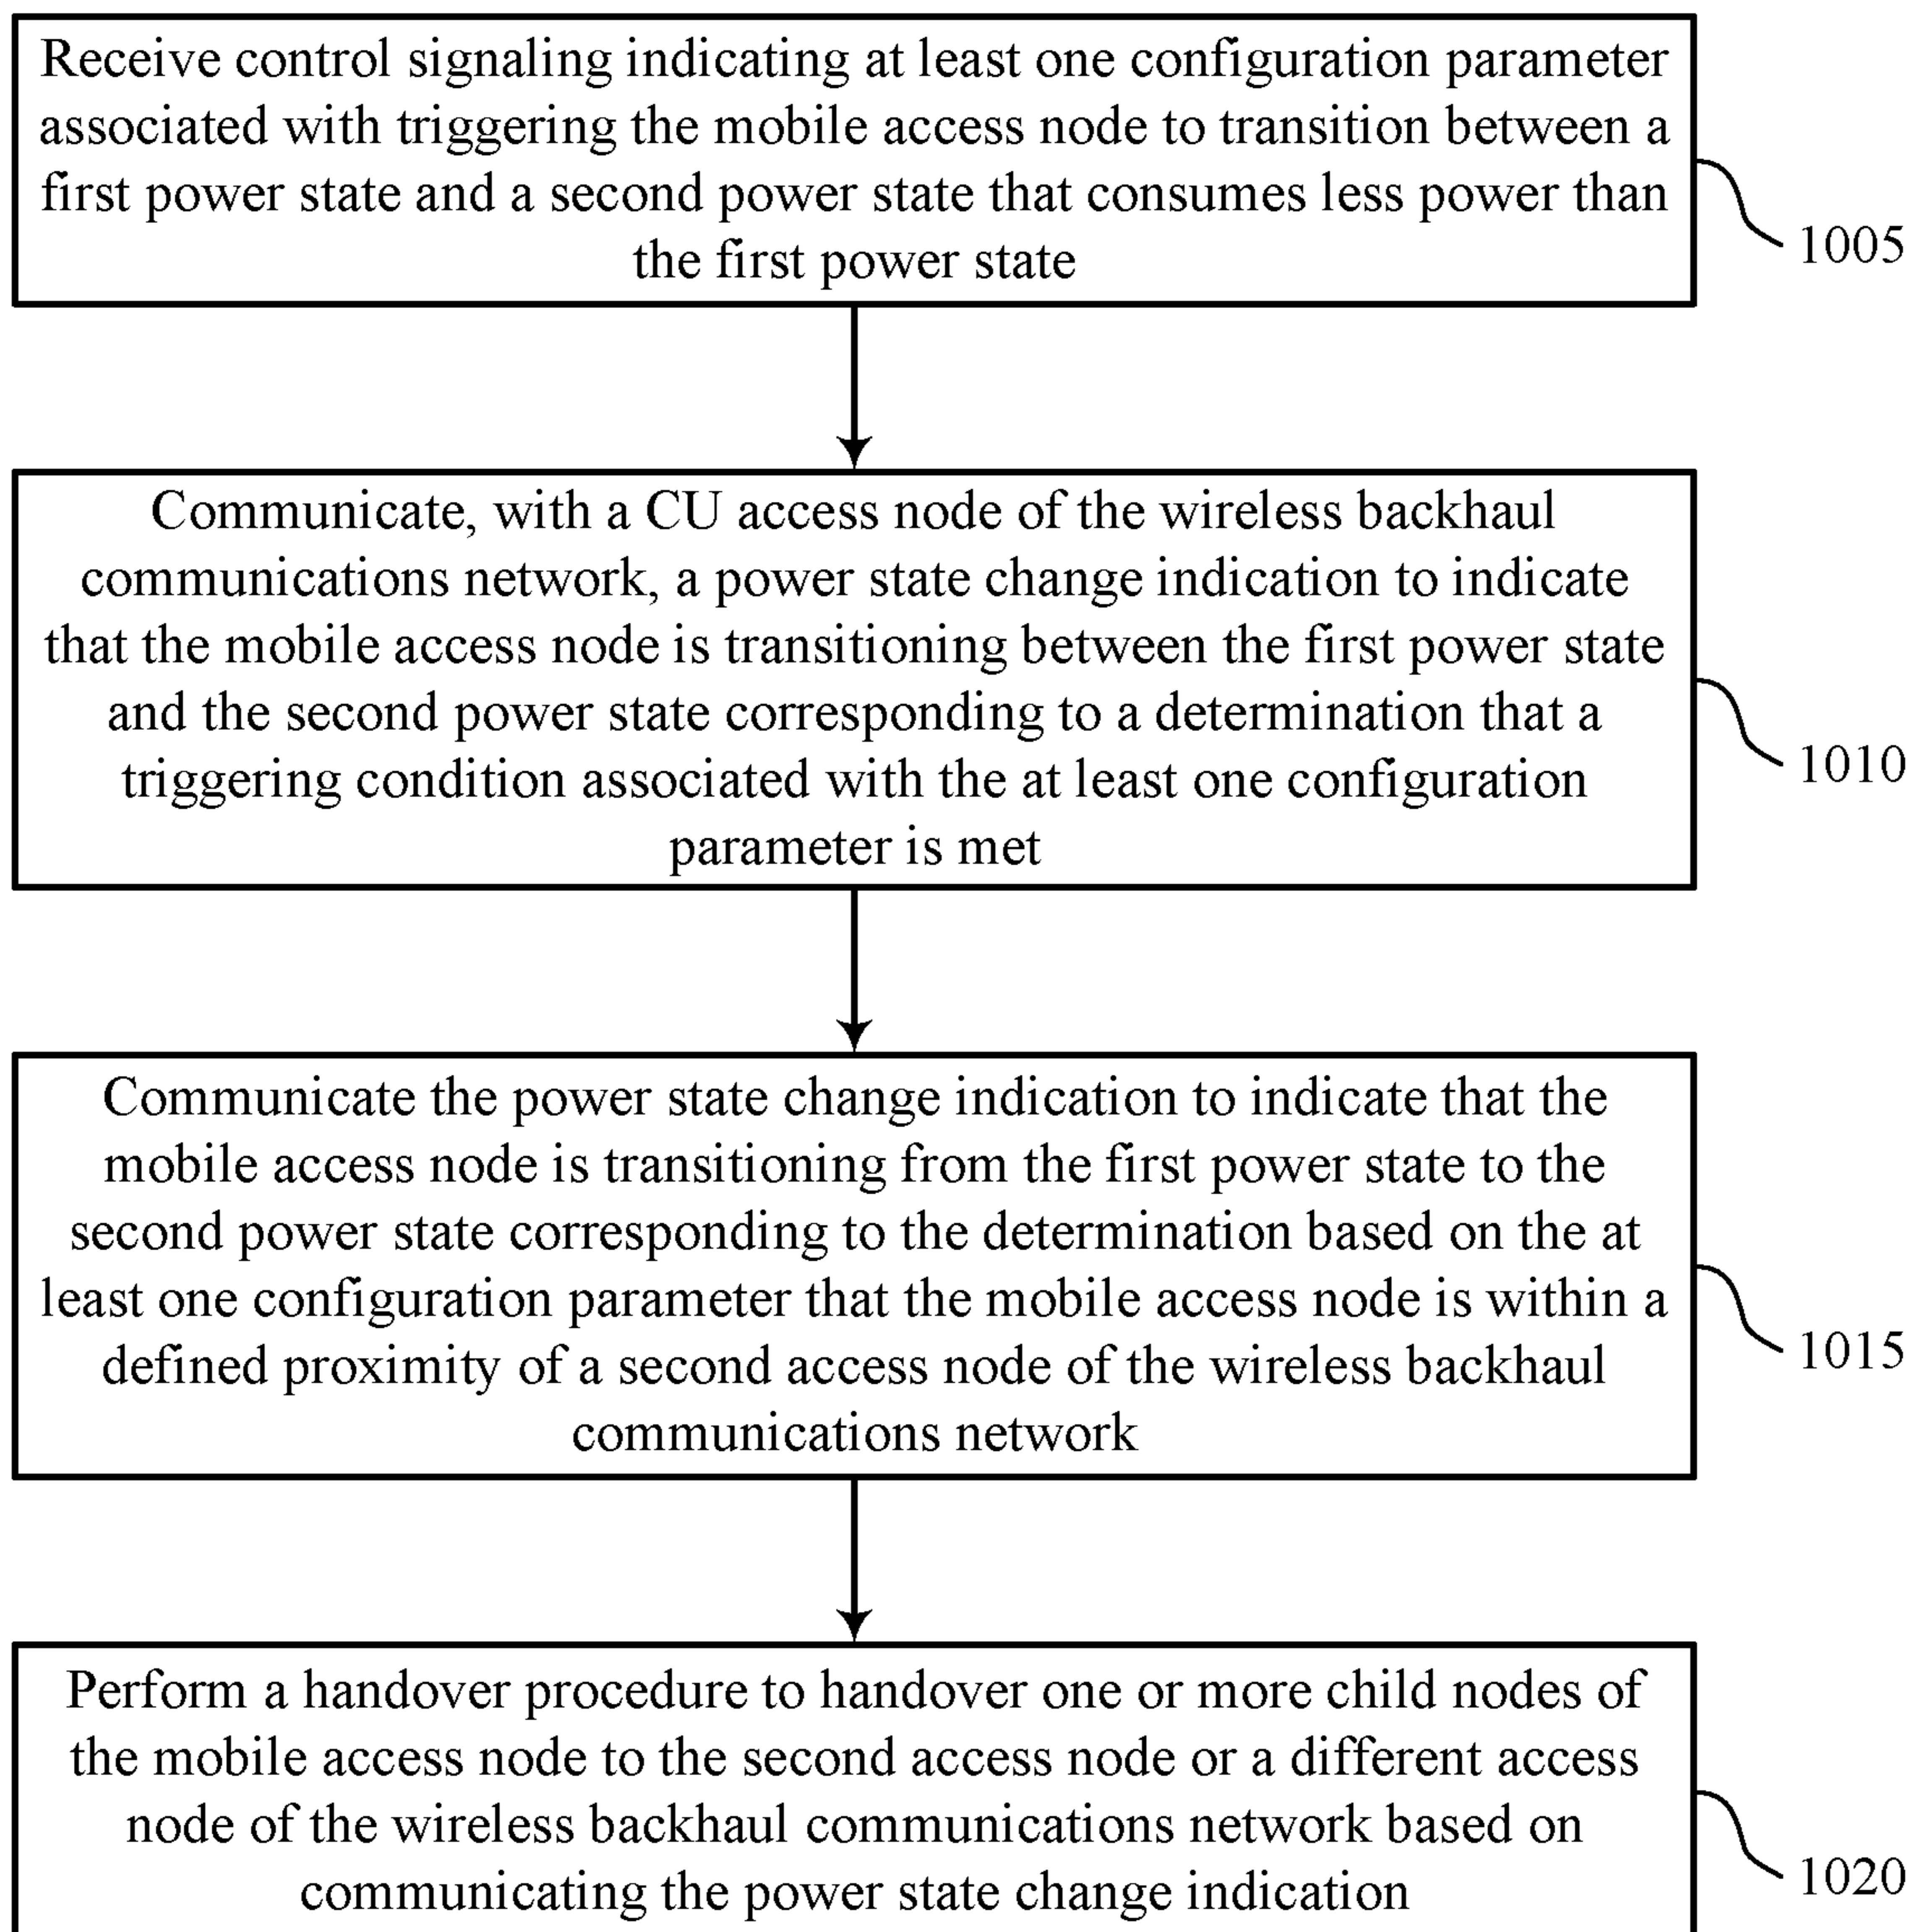 Receive control signaling indicating at least one configuration parameter
associated with triggering the mobile access node to transition between a
first power state and a second power state that consumes less power than
the first power state
1005
Communicate, with a CU access node of the wireless backhaul
communications network, a power state change indication to indicate
that the mobile access node is transitioning between the first power state
and the second power state corresponding to a determination that a
triggering condition associated with the at least one configuration
parameter is met
1010
Communicate the power state change indication to indicate that the
mobile access node is transitioning from the first power state to the
second power state corresponding to the determination based on the at
least one configuration parameter that the mobile access node is within a
defined proximity of a second access node of the wireless backhaul
communications network
1015
Perform a handover procedure to handover one or more child nodes of
the mobile access node to the second access node or a different access
node of the wireless backhaul communications network based on
communicating the power state change indication
1020